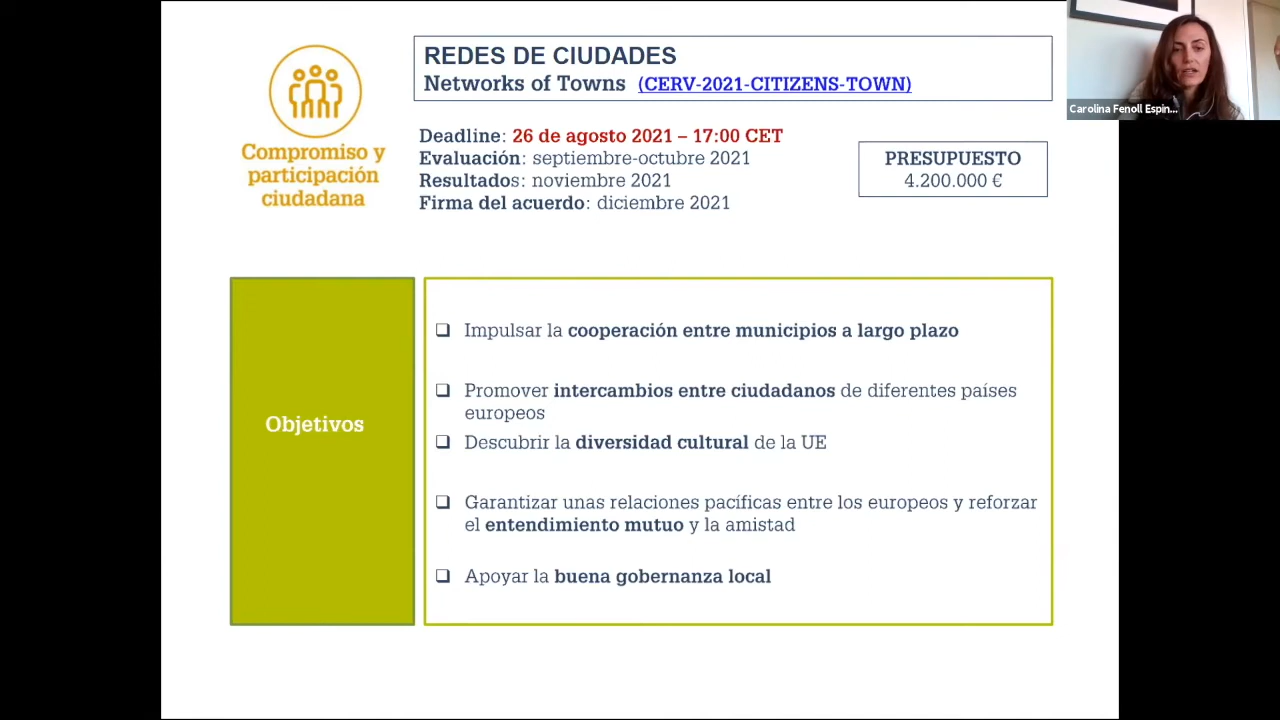 REDES DE CIUDADES
Networks of Towns (CERV-2021-CITIZENS-TOWN)
Carolina Fenoll Espin...
Compromiso y
participación
ciudadana
Deadline: 26 de agosto 2021 – 17:00 CET
Evaluación: septiembre-octubre 2021
Resultados: noviembre 2021
Firma del acuerdo: diciembre 2021
PRESUPUESTO
4.200.000 €
Objetivos
Impulsar la cooperación entre municipios a largo plazo
Promover intercambios entre ciudadanos de diferentes países
europeos
Descubrir la diversidad cultural de la UE
Garantizar unas relaciones pacíficas entre los europeos y reforzar
el entendimiento mutuo y la amistad
Apoyar la buena gobernanza local